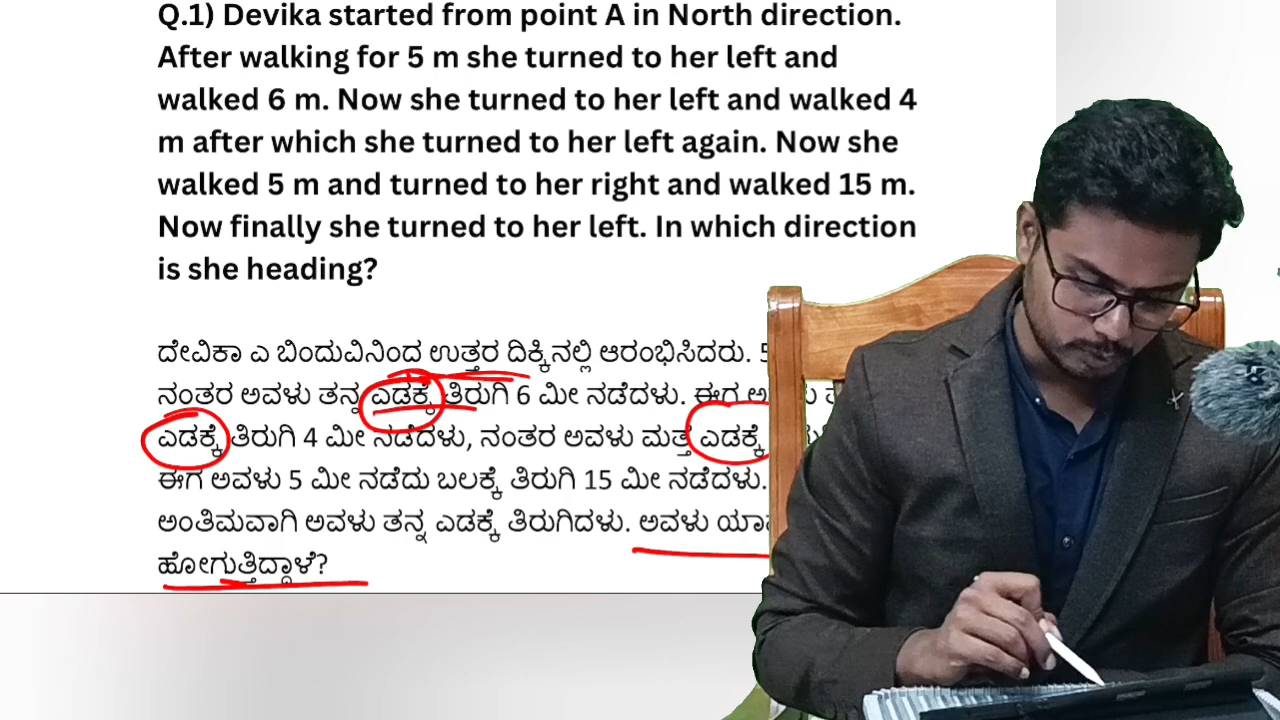 Q.1) Devika started from point A in North direction.
After walking for 5 m she turned to her left and
walked 6 m. Now she turned to her left and walked 4
m after which she turned to her left again. Now she
walked 5 m and turned to her right and walked 15 m.
Now finally she turned to her left. In which direction
is she heading?
ದೇವಿಕಾ ಎ ಬಿಂದುವಿನಿಂದ ಉತ್ತರ ದಿಕ್ಕಿನಲ್ಲಿ ಆರಂಭಿಸಿದರು.
ನಂತರ ಅವಳು ತನ್ನ ಎಡಕ್ಕೆ ತಿರುಗಿ 6 ಮೀ ನಡೆದಳು. ಈಗ
ಎಡಕ್ಕೆ ತಿರುಗಿ 4 ಮೀ ನಡೆದಳು, ನಂತರ ಅವಳು ಮತ್ತ ಎಡಕ್ಕೆ
ಈಗ ಅವಳು 5 ಮೀ ನಡೆದು ಬಲಕ್ಕೆ ತಿರುಗಿ 15 ಮೀ ನಡೆದಳು.
ಅಂತಿಮವಾಗಿ ಅವಳು ತನ್ನ ಎಡಕ್ಕೆ ತಿರುಗಿದಳು. ಅವಳು
ಹೋಗುತ್ತಿದ್ದಾಳೆ?